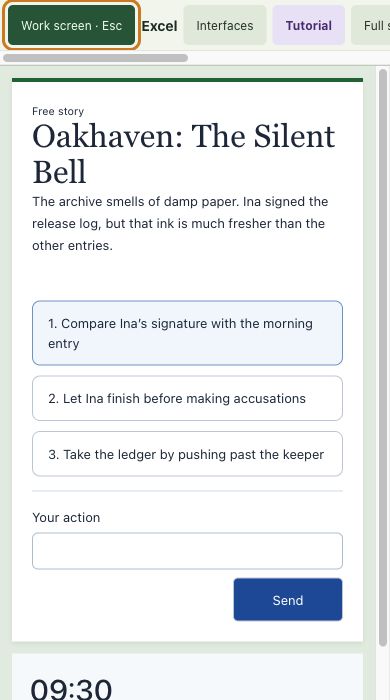 Work screen · Esc
Excel
Interfaces
Tutorial
Full
Free story
Oakhaven: The Silent
Bell
The archive smells of damp paper. Ina signed the
release log, but that ink is much fresher than the
other entries.
1. Compare Ina's signature with the morning
entry
2. Let Ina finish before making accusations
3. Take the ledger by pushing past the keeper
Your action
Send
09:30